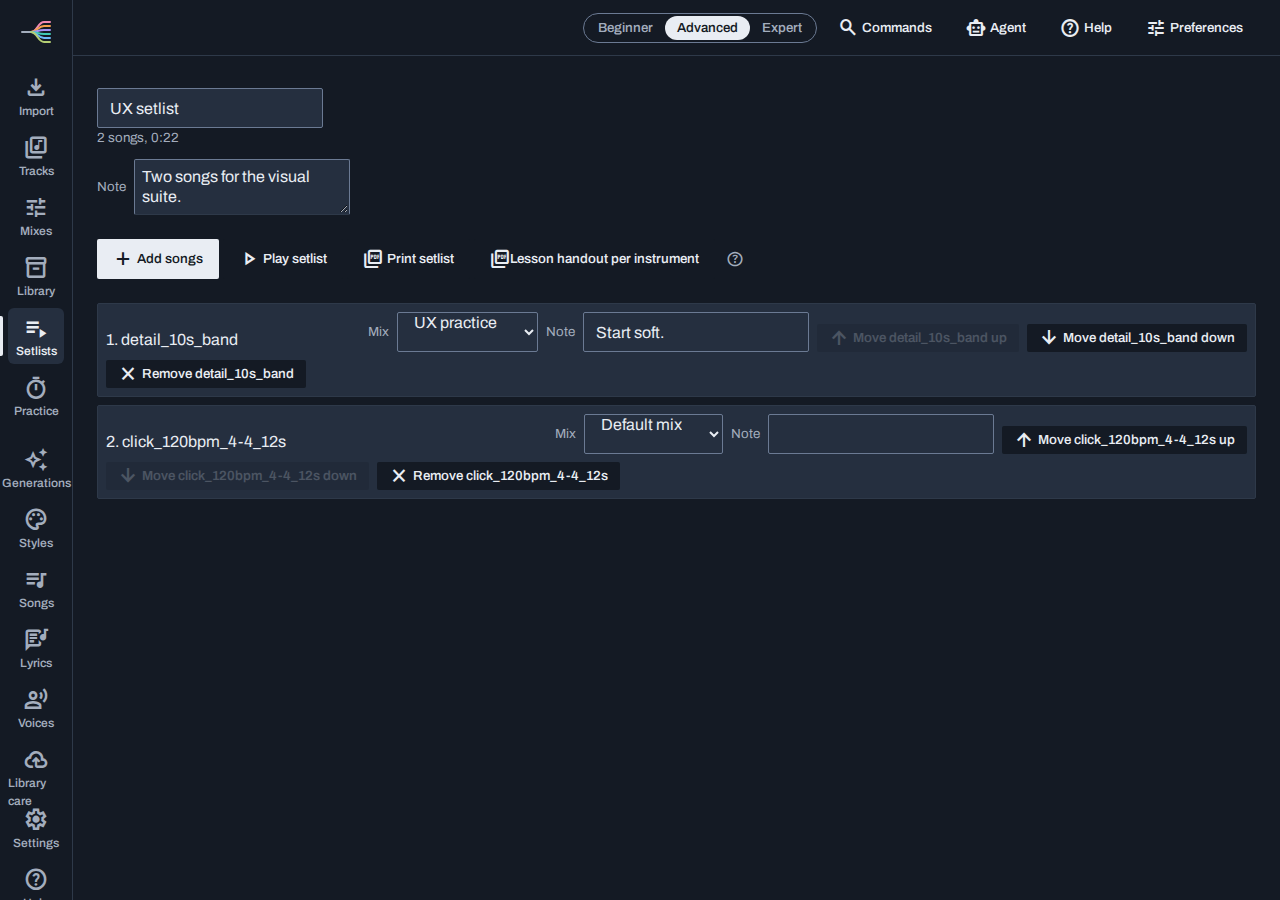 Beginner Advanced Expert Commands Agent Help Preferences
Import
Tracks
Mixes
Library
Setlists
Practice
Generations
Styles
Songs
Lyrics
Voices
Library
care
Settings
UX setlist
2 songs, 0:22
Note
Two songs for the visual
suite.
Add songs Play setlist PDF Print setlist PDF Lesson handout per instrument
1. detail_10s_band Mix UX practice Note Start soft. Move detail_10s_band up Move detail_10s_band down
Remove detail_10s_band
2. click_120bpm_4-4_12s Mix Default mix Note Move click_120bpm_4-4_12s up
Move click_120bpm_4-4_12s down Remove click_120bpm_4-4_12s